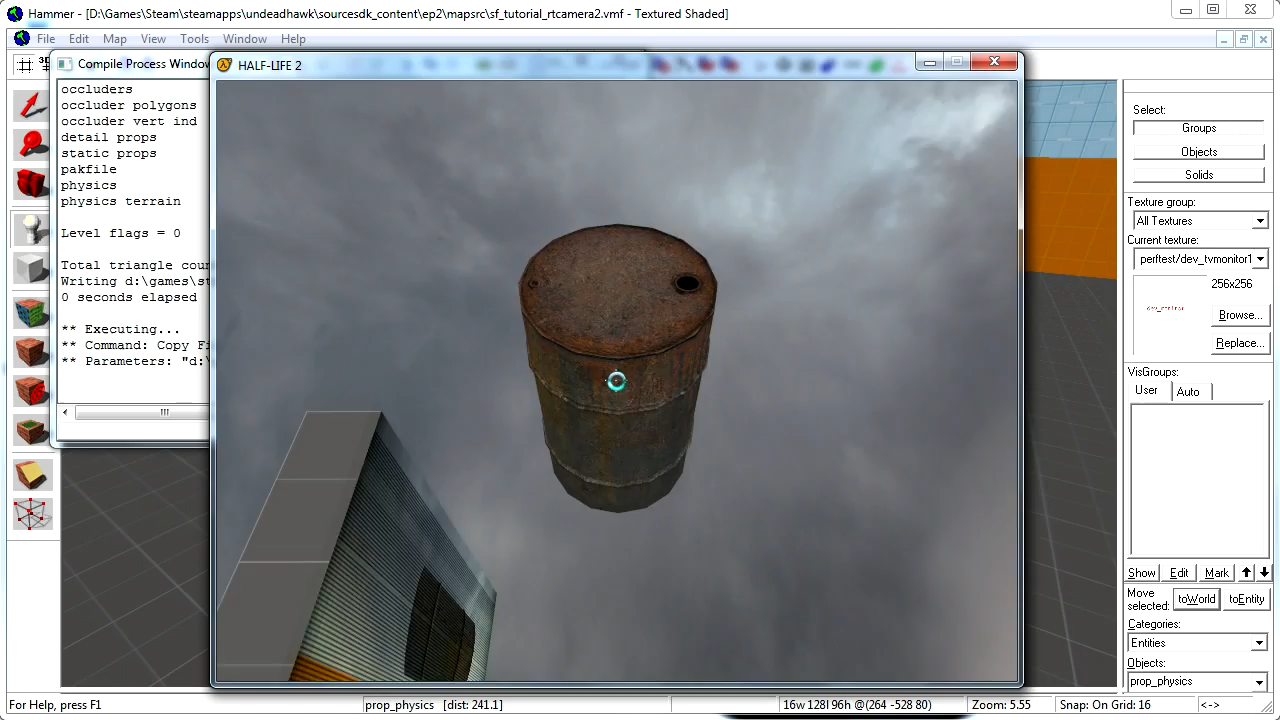 Hammer - [D:\Games\Steam\steamapps\undeadhawk\sourcesdk_content\ep2\mapsrc\sf_tutorial_rtcamera2.vmf - Textured Shaded]
File Edit Map View Tools Window Help
Compile Process Window
HALF-LIFE 2
occluders
occluder polygons
occluder vert ind
detail props
static props
pakfile
physics
physics terrain
Level flags = 0
Total triangle cou
Writing d:\games\st
0 seconds elapsed
** Executing...
** Command: Copy Fi
** Parameters: "d:\
Select:
Groups
Objects
Solids
Texture group:
All Textures
Current texture:
perftest/dev_tvmonitor1
256x256
Browse...
Replace...
VisGroups:
User Auto
Show Edit Mark
Move selected: toWorld toEntity
Categories:
Entities
Objects:
prop_physics
For Help, press F1 prop_physics [dist: 241.1] 16w 128l 96h @(264 -528 80) Zoom: 5.55 Snap: On Grid: 16 <->